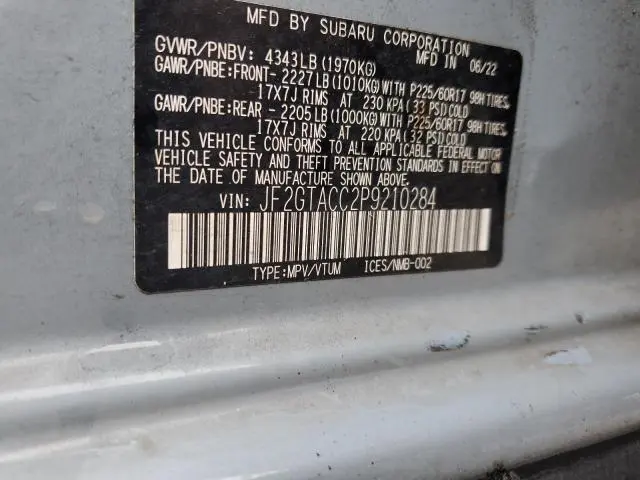 MFD BY SUBARU CORPORATION
GVWR/PNBV: 4343LB(1970KG) MFD IN 06/22
GAWR/PNBE:FRONT- 2227LB(1010KG)WITH P225/60R17 98H TIRES,
17X7J RIMS AT 230 KPA(33 PSI)COLD
GAWR/PNBE:REAR - 2205LB(1000KG)WITH P225/60R17 98H TIRES,
17X7J RIMS AT 220 KPA(32 PSI)COLD
THIS VEHICLE CONFORMS TO ALL APPLICABLE FEDERAL MOTOR
VEHICLE SAFETY AND THEFT PREVENTION STANDARDS IN EFFECT
ON THE DATE OF MANUFACTURE SHOWN ABOVE.
VIN: JF2GTACC2P9210284
TYPE:MPV/VTUM ICES/NMB-002